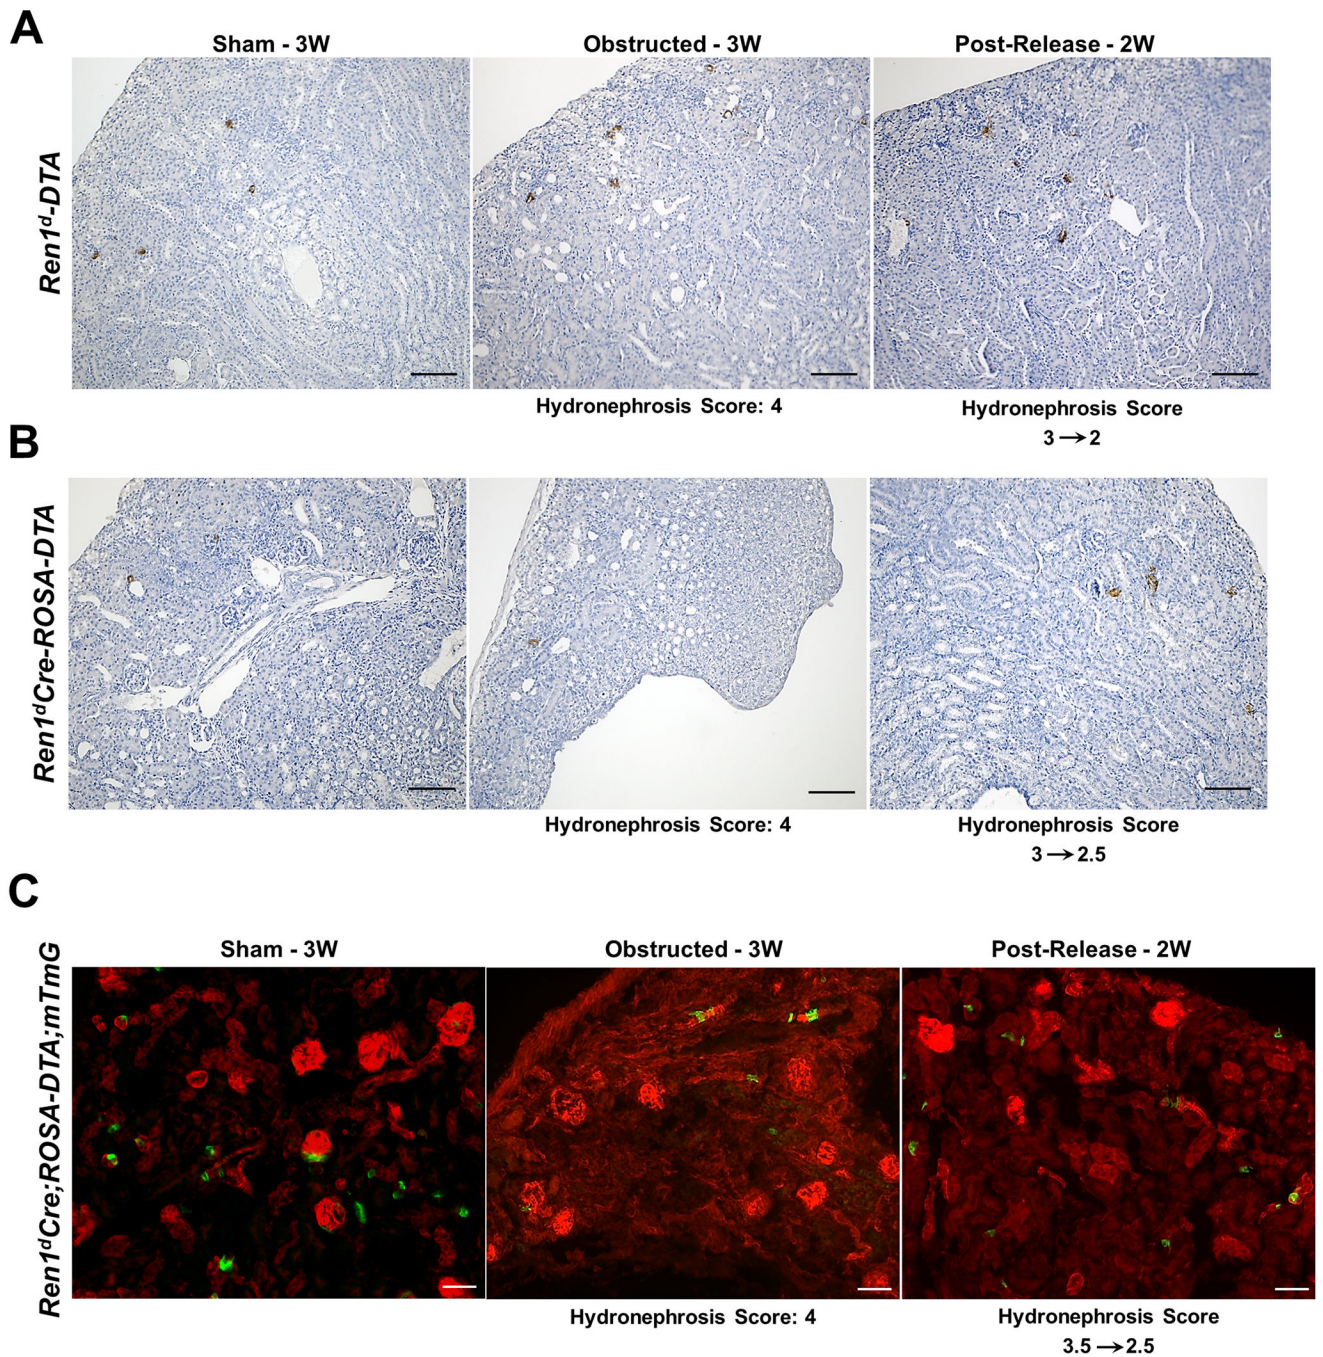 A
Sham - 3W
Obstructed - 3W
Post-Release - 2W
Ren1ᵈ-DTA
Hydronephrosis Score: 4
Hydronephrosis Score
3 → 2
B
Ren1ᵈCre-ROSA-DTA
Hydronephrosis Score: 4
Hydronephrosis Score
3 → 2.5
C
Sham - 3W
Obstructed - 3W
Post-Release - 2W
Ren1ᵈCre;ROSA-DTA;mTmG
Hydronephrosis Score: 4
Hydronephrosis Score
3.5 → 2.5